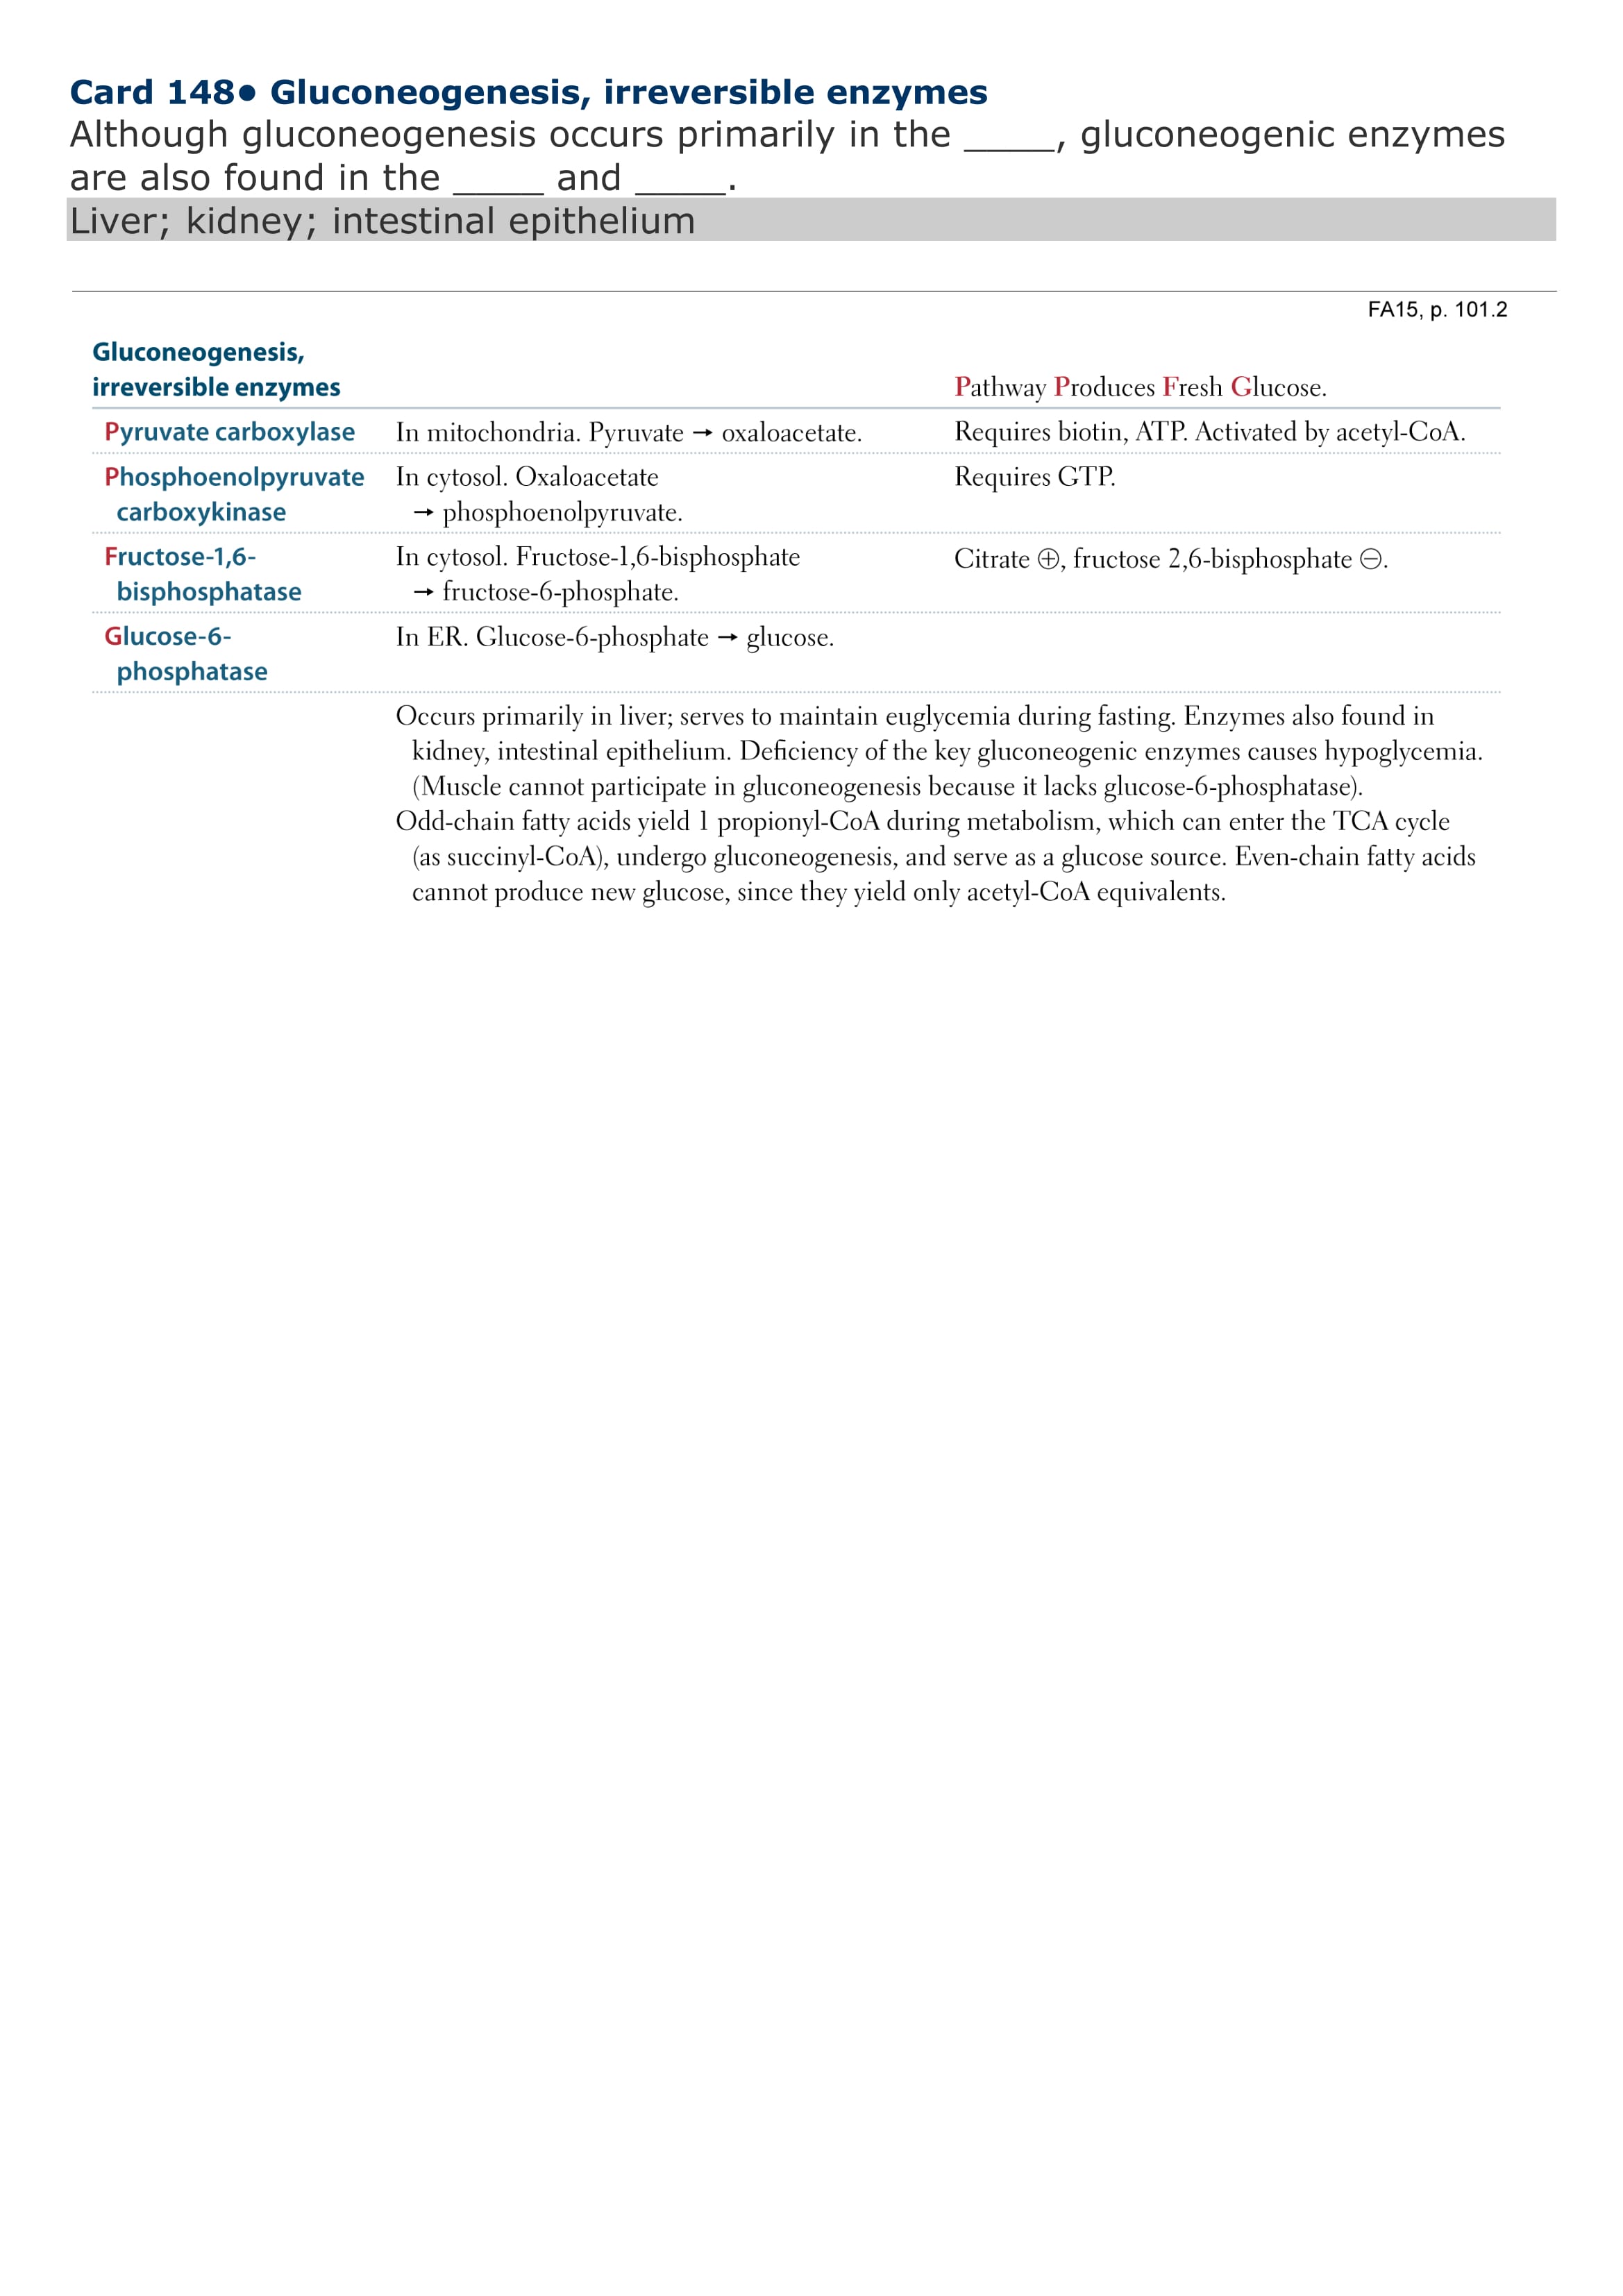 Card 148• Gluconeogenesis, irreversible enzymes
Although gluconeogenesis occurs primarily in the _____, gluconeogenic enzymes
are also found in the _____ and _____.
Liver; kidney; intestinal epithelium
FA15, p. 101.2
Gluconeogenesis,
irreversible enzymes
Pathway Produces Fresh Glucose.
Pyruvate carboxylase In mitochondria. Pyruvate → oxaloacetate. Requires biotin, ATP. Activated by acetyl-CoA.
Phosphoenolpyruvate In cytosol. Oxaloacetate Requires GTP.
carboxykinase → phosphoenolpyruvate.
Fructose-1,6- In cytosol. Fructose-1,6-bisphosphate Citrate ⊕, fructose 2,6-bisphosphate ⊖.
bisphosphatase → fructose-6-phosphate.
Glucose-6- In ER. Glucose-6-phosphate → glucose.
phosphatase
Occurs primarily in liver; serves to maintain euglycemia during fasting. Enzymes also found in
kidney, intestinal epithelium. Deficiency of the key gluconeogenic enzymes causes hypoglycemia.
(Muscle cannot participate in gluconeogenesis because it lacks glucose-6-phosphatase).
Odd-chain fatty acids yield 1 propionyl-CoA during metabolism, which can enter the TCA cycle
(as succinyl-CoA), undergo gluconeogenesis, and serve as a glucose source. Even-chain fatty acids
cannot produce new glucose, since they yield only acetyl-CoA equivalents.